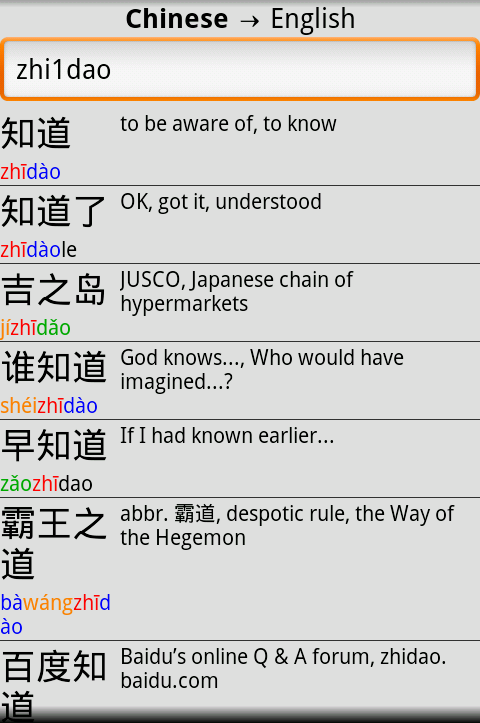 Chinese → English
zhi1dao
知道
to be aware of, to know
zhīdào
知道了
OK, got it, understood
zhīdàole
吉之岛
JUSCO, Japanese chain of
hypermarkets
jízhīdǎo
谁知道
God knows..., Who would have
imagined...?
shéizhīdào
早知道
If I had known earlier...
zǎozhīdao
霸王之
道
abbr. 霸道, despotic rule, the Way of
the Hegemon
bàwángzhīd
ào
百度知
道
Baidu’s online Q & A forum, zhidao.
baidu.com